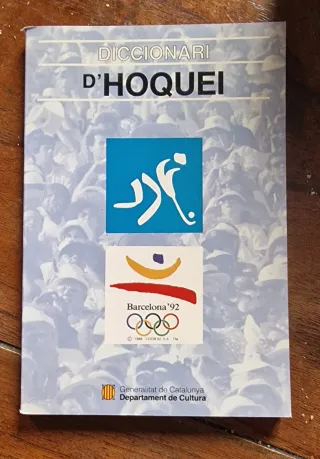 DICCIONARI
D'HOQUEI
Barcelona'92
Generalitat de Catalunya
Departament de Cultura